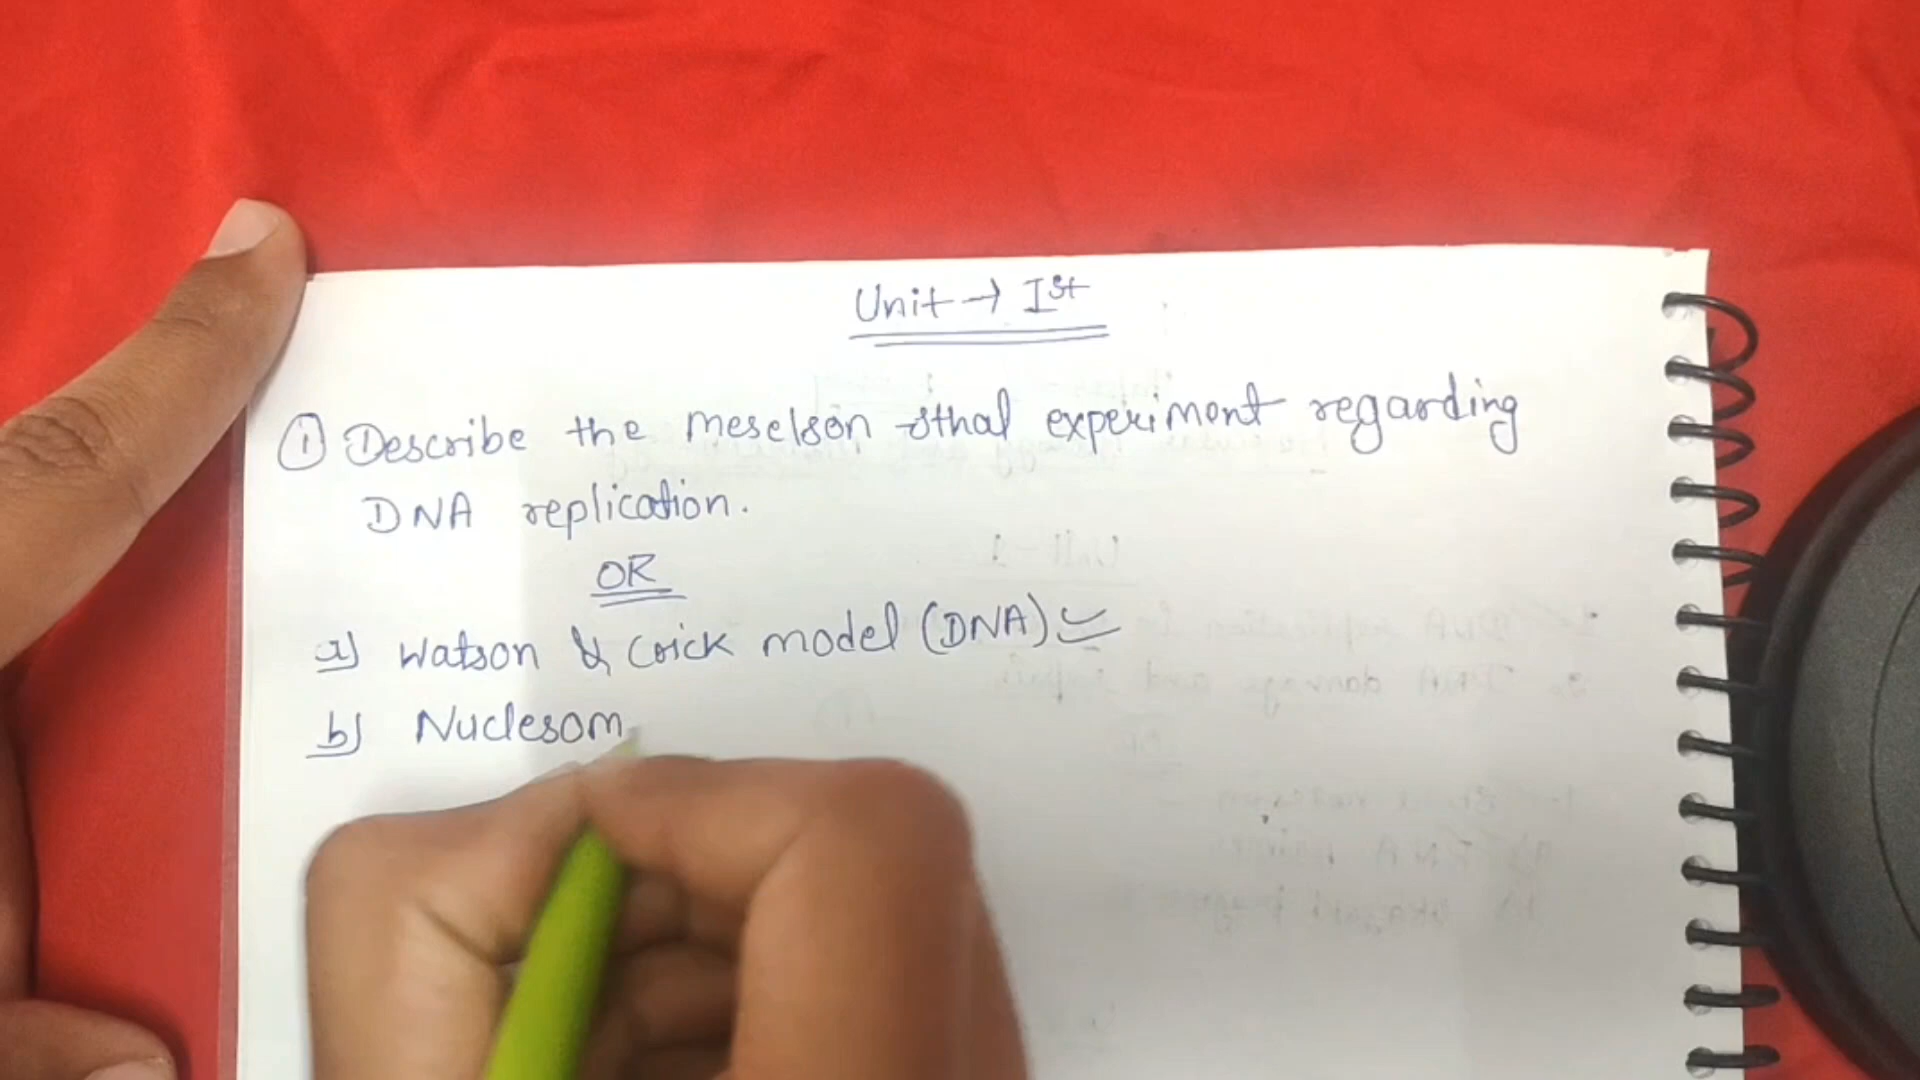 Unit → Ist
① Describe the meselson sthal experiment regarding
DNA replication.
OR
a) Watson & Crick model (DNA)
b) Nuclesom